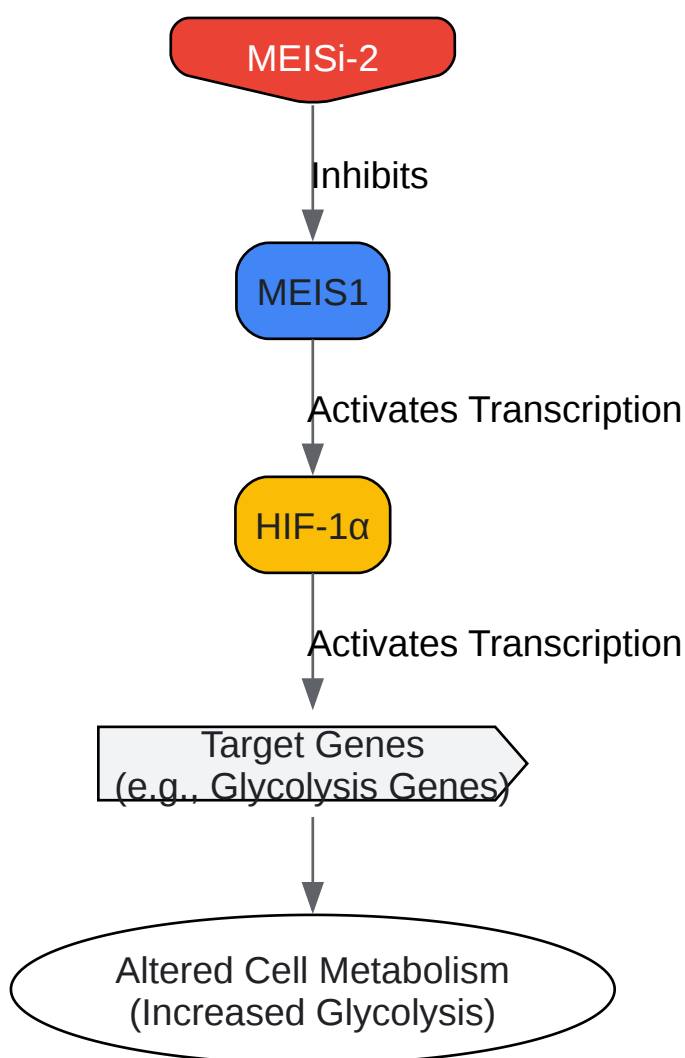 MEISi-2
Inhibits
MEIS1
Activates Transcription
HIF-1α
Activates Transcription
Target Genes
(e.g., Glycolysis Genes)
Altered Cell Metabolism
(Increased Glycolysis)